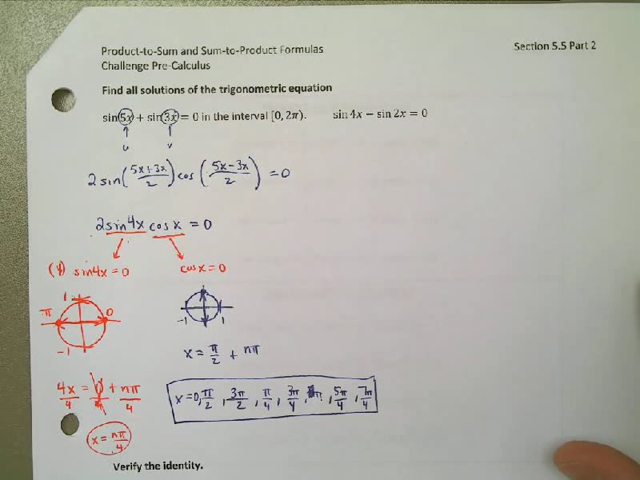 Product-to-Sum and Sum-to-Product Formulas
Section 5.5 Part 2
Challenge Pre-Calculus
Find all solutions of the trigonometric equation
sin 5x + sin 3x = 0 in the interval [0, 2π). sin 4x − sin 2x = 0
u v
2 sin((5x+3x)/2) cos((5x−3x)/2) = 0
2 sin4x cos x = 0
(4) sin4x = 0 cos x = 0
1
π 0
-1
-1 1
x = π/2 + nπ
4x/4 = 0 + nπ/4
x = 0, π/2, 3π/2, π/4, 3π/4, π, 5π/4, 7π/4
x = nπ/4
Verify the identity.